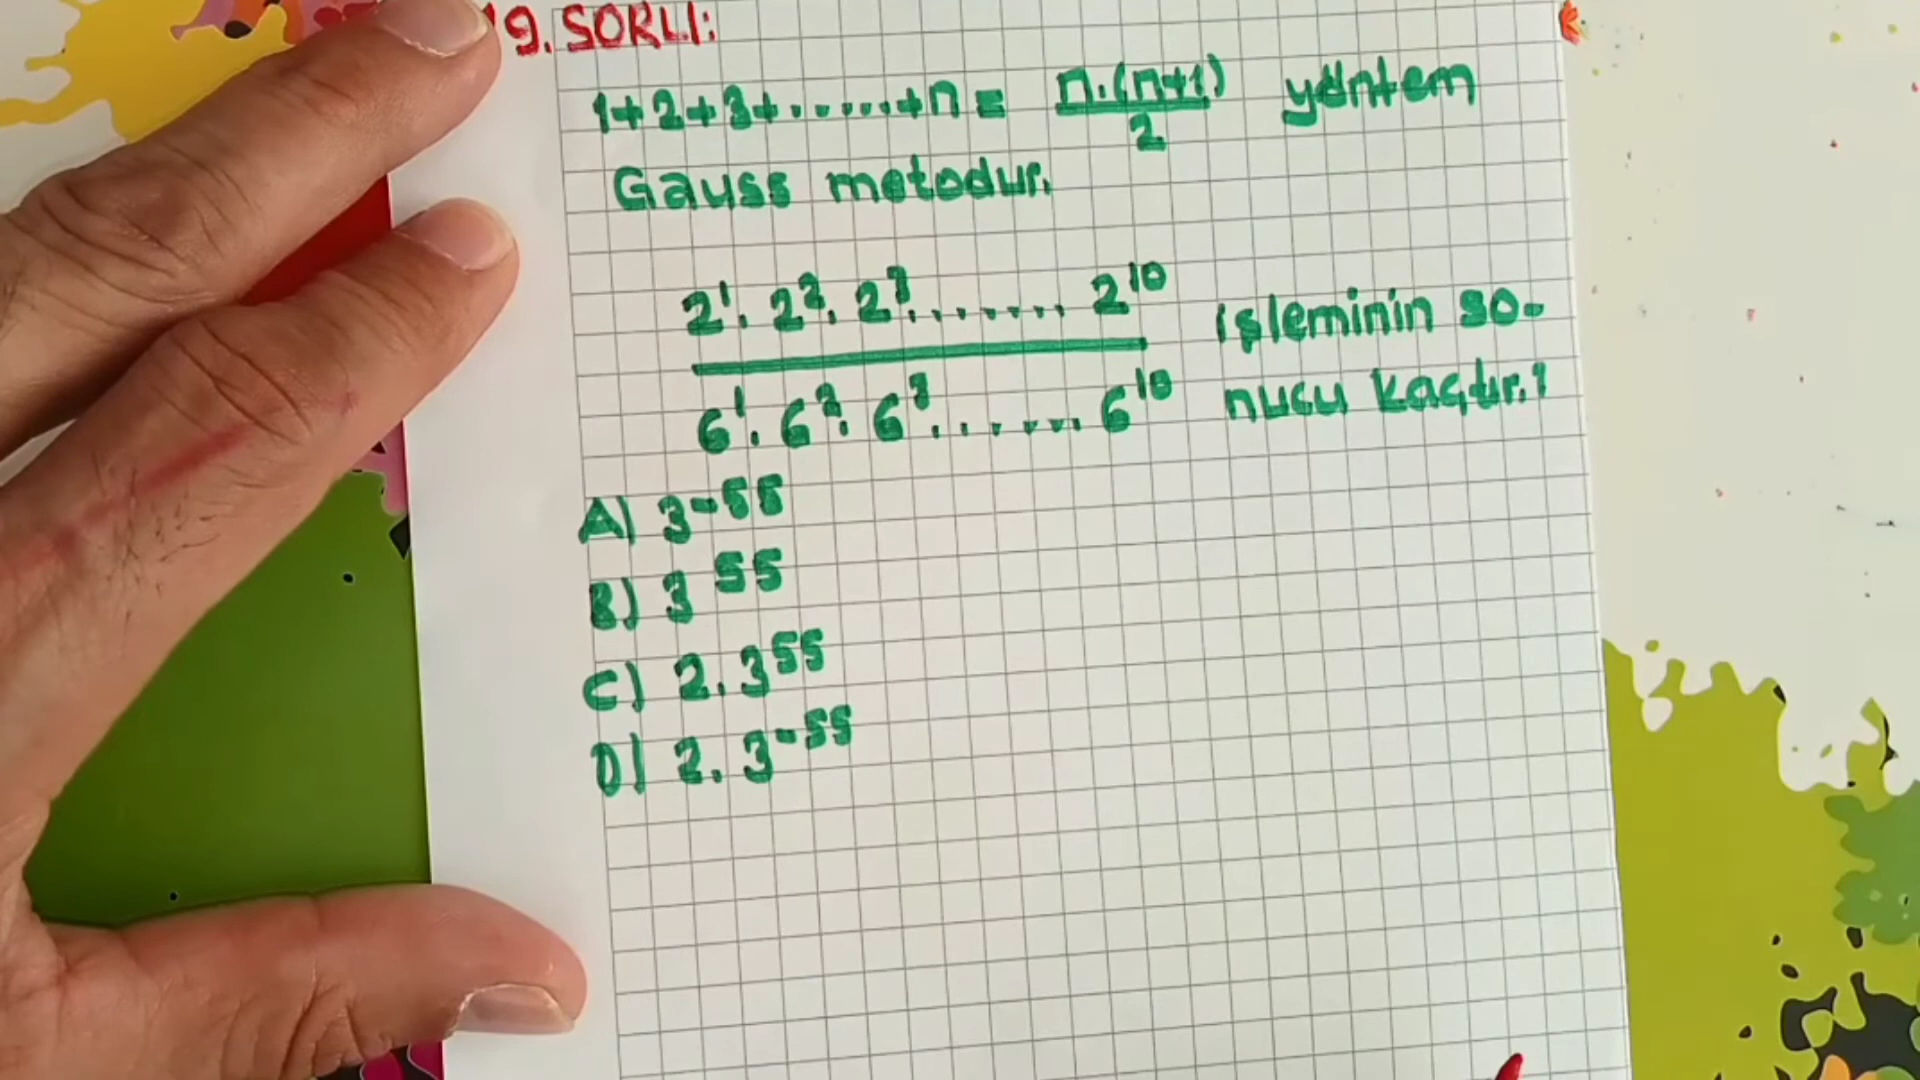 19. SORU:
1+2+3+......+n = n.(n+1)/2 yöntem
Gauss metodur.
2¹. 2². 2³....... 2¹⁰
6¹. 6². 6³....... 6¹⁰
işleminin so-
nucu kaçtır.?
A) 3⁻⁵⁵
B) 3⁵⁵
C) 2.3⁵⁵
D) 2.3⁻⁵⁵